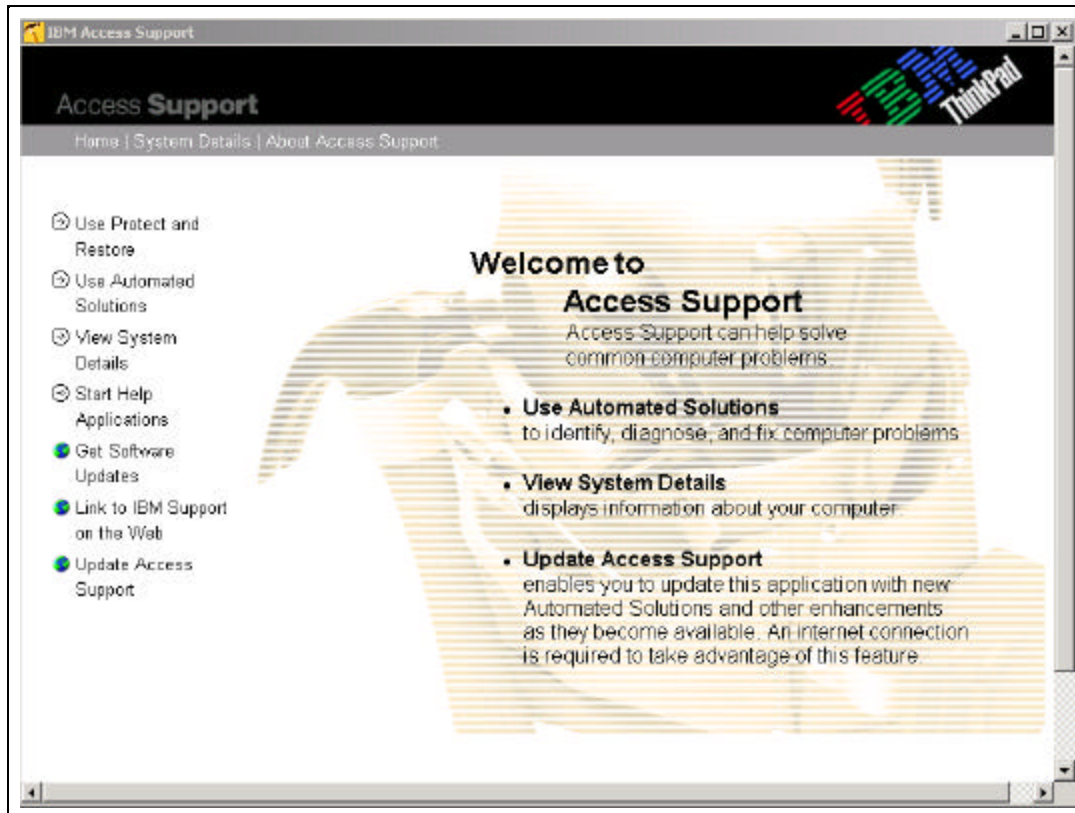 IBM Access Support
Access Support
IBM
ThinkPad
Home | System Details | About Access Support
Use Protect and
Restore
Use Automated
Solutions
View System
Details
Start Help
Applications
Get Software
Updates
Link to IBM Support
on the Web
Update Access
Support
Welcome to
Access Support
Access Support can help solve
common computer problems.
• Use Automated Solutions
to identify, diagnose, and fix computer problems
• View System Details
displays information about your computer.
• Update Access Support
enables you to update this application with new
Automated Solutions and other enhancements
as they become available. An internet connection
is required to take advantage of this feature.